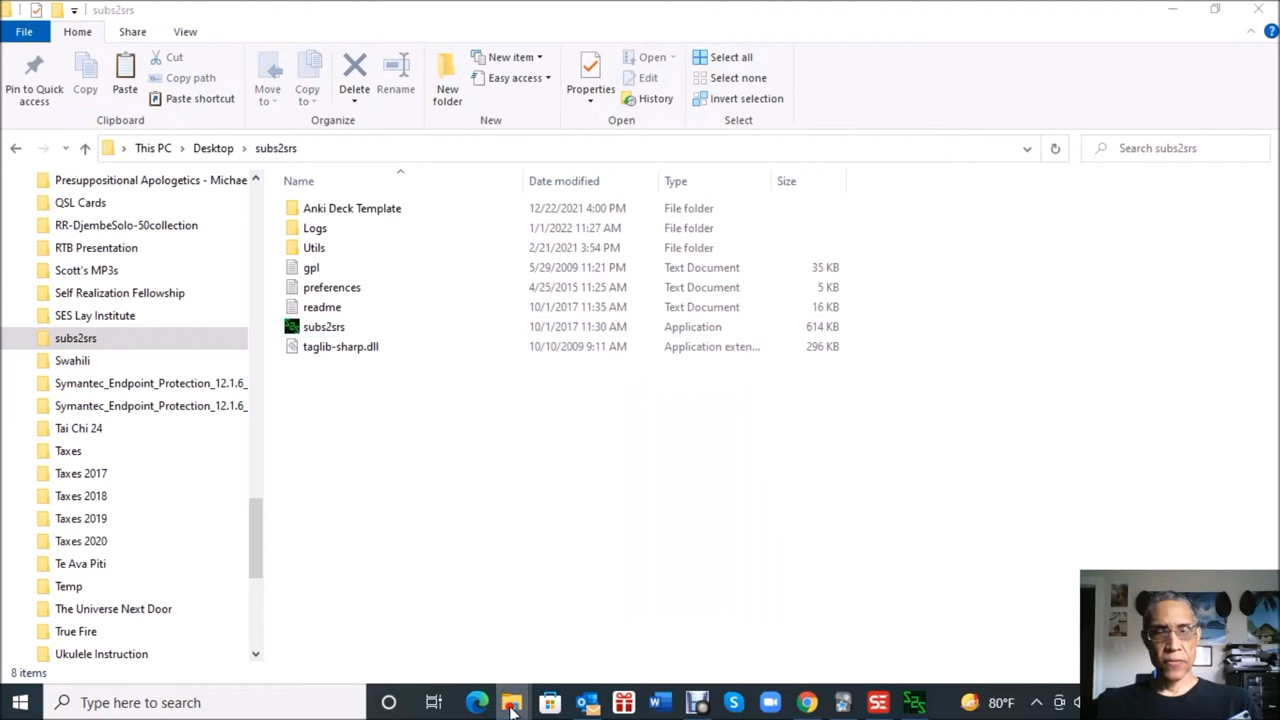 subs2srs
File Home Share View
Pin to Quick access
Copy
Paste
Cut
Copy path
Paste shortcut
Clipboard
Move to
Copy to
Delete
Rename
Organize
New folder
New item
Easy access
New
Properties
Open
Edit
History
Open
Select all
Select none
Invert selection
Select
This PC Desktop subs2srs
Search subs2srs
Name Date modified Type Size
Anki Deck Template 12/22/2021 4:00 PM File folder
Logs 1/1/2022 11:27 AM File folder
Utils 2/21/2021 3:54 PM File folder
gpl 5/29/2009 11:21 PM Text Document 35 KB
preferences 4/25/2015 11:25 AM Text Document 5 KB
readme 10/1/2017 11:35 AM Text Document 16 KB
subs2srs 10/1/2017 11:30 AM Application 614 KB
taglib-sharp.dll 10/10/2009 9:11 AM Application exten... 296 KB
Presuppositional Apologetics - Michae
QSL Cards
RR-DjembeSolo-50collection
RTB Presentation
Scott's MP3s
Self Realization Fellowship
SES Lay Institute
subs2srs
Swahili
Symantec_Endpoint_Protection_12.1.6_
Symantec_Endpoint_Protection_12.1.6_
Tai Chi 24
Taxes
Taxes 2017
Taxes 2018
Taxes 2019
Taxes 2020
Te Ava Piti
Temp
The Universe Next Door
True Fire
Ukulele Instruction
8 items
Type here to search
W
S
SE
S2S
80°F